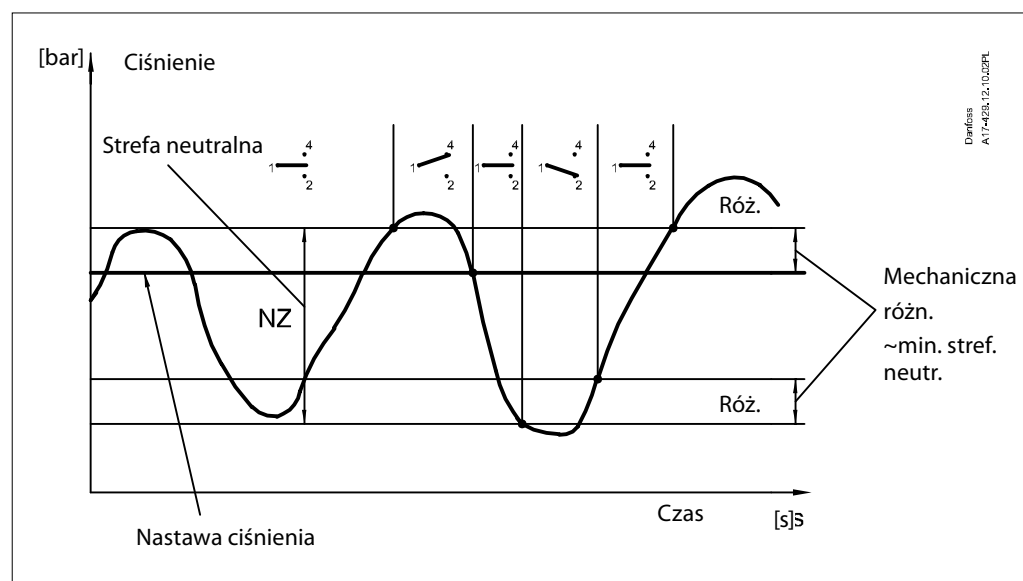 [bar]
Ciśnienie
Danfoss
A17-429.12.10.02PL
Strefa neutralna
4
1
2
4
1
2
4
1
2
4
1
2
4
1
2
Róż.
NZ
Mechaniczna
różn.
~min. stref.
neutr.
Róż.
Czas
[s]s
Nastawa ciśnienia